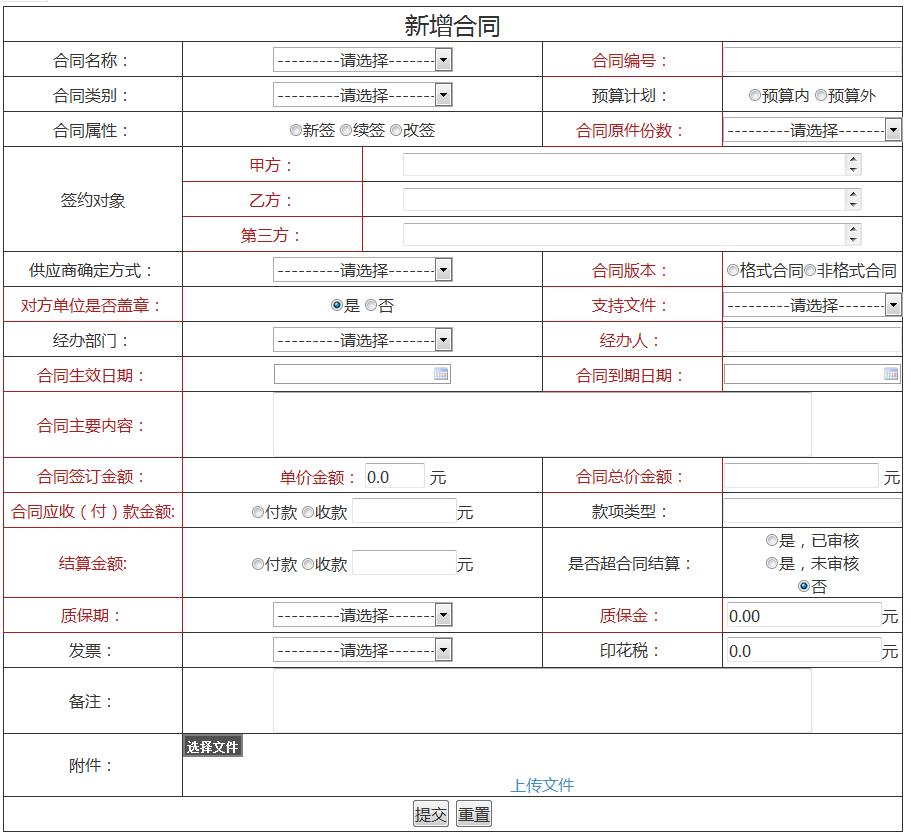 新增合同
合同名称： ---------请选择------- 合同编号：
合同类别： ---------请选择------- 预算计划： 预算内 预算外
合同属性： 新签 续签 改签 合同原件份数： ---------请选择-------
签约对象
甲方：
乙方：
第三方：
供应商确定方式： ---------请选择------- 合同版本： 格式合同 非格式合同
对方单位是否盖章： 是 否 支持文件： ---------请选择-------
经办部门： ---------请选择------- 经办人：
合同生效日期： 合同到期日期：
合同主要内容：
合同签订金额： 单价金额： 0.0 元 合同总价金额： 元
合同应收（付）款金额: 付款 收款 元 款项类型：
结算金额: 付款 收款 元 是否超合同结算：
是，已审核
是，未审核
否
质保期： ---------请选择------- 质保金： 0.00 元
发票： ---------请选择------- 印花税： 0.0 元
备注：
附件： 选择文件
上传文件
提交 重置